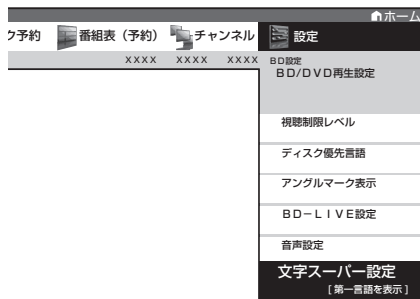 ホーム
ク予約 番組表（予約） チャンネル 設定
XXXX XXXX XXXX
BD設定
BD/DVD再生設定
視聴制限レベル
ディスク優先言語
アングルマーク表示
BD－LIVE設定
音声設定
文字スーパー設定
[第一言語を表示]